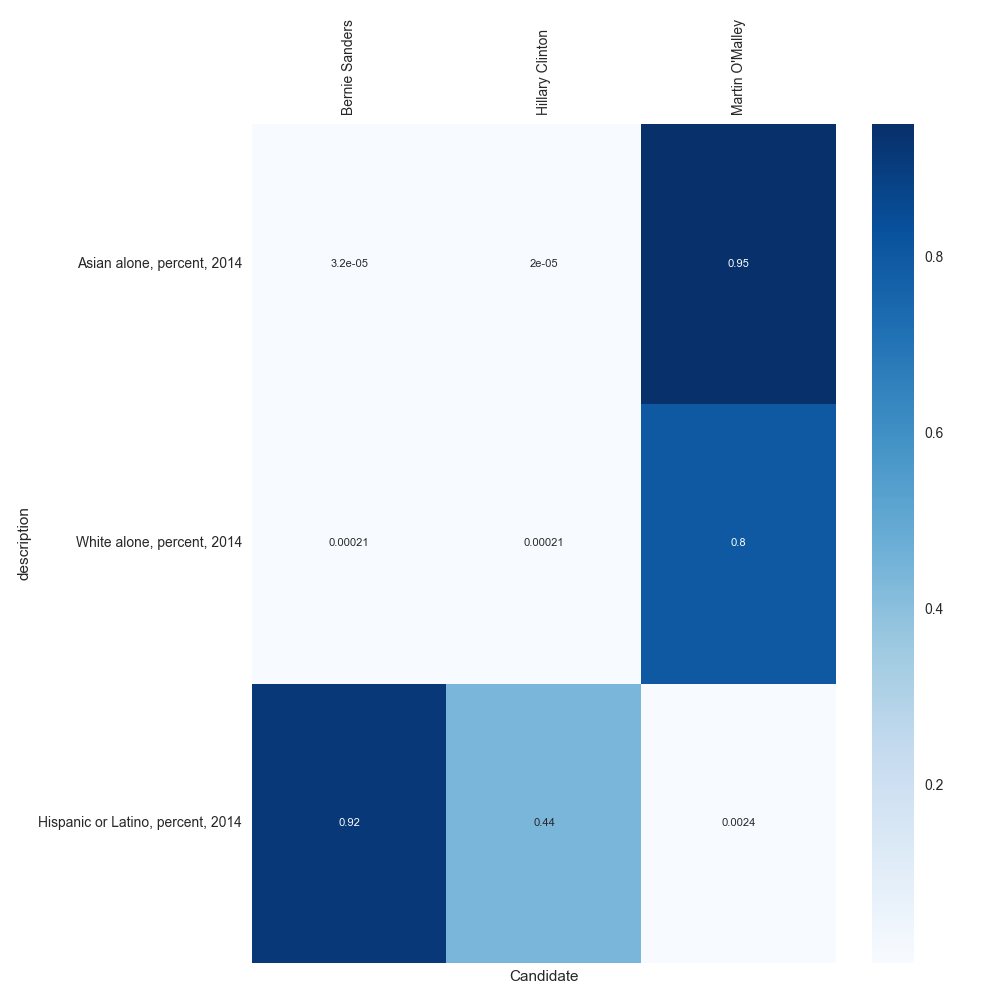 Bernie Sanders
Hillary Clinton
Martin O'Malley
Asian alone, percent, 2014
3.2e-05
2e-05
0.95
0.8
0.6
White alone, percent, 2014
0.00021
0.00021
0.8
description
0.4
0.2
Hispanic or Latino, percent, 2014
0.92
0.44
0.0024
Candidate